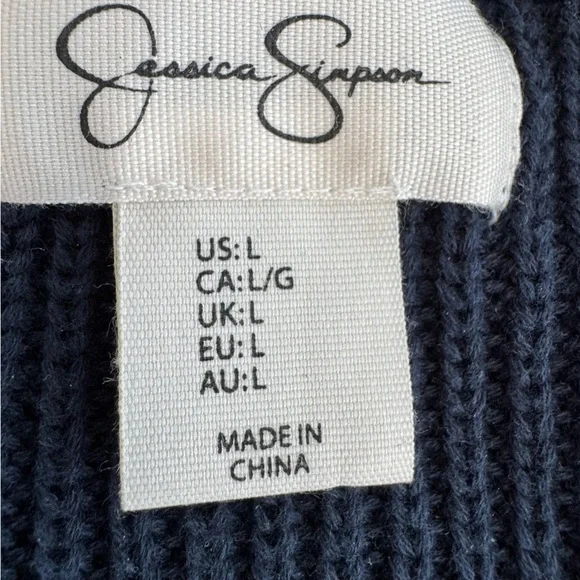 Jessica Simpson
US: L
CA: L/G
UK: L
EU: L
AU: L
MADE IN
CHINA